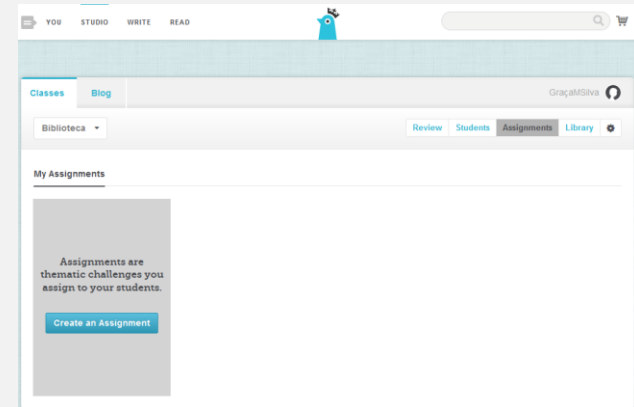 YOU STUDIO WRITE READ
Classes Blog GraçaMSilva
Biblioteca Review Students Assignments Library
My Assignments
Assignments are
thematic challenges you
assign to your students.
Create an Assignment